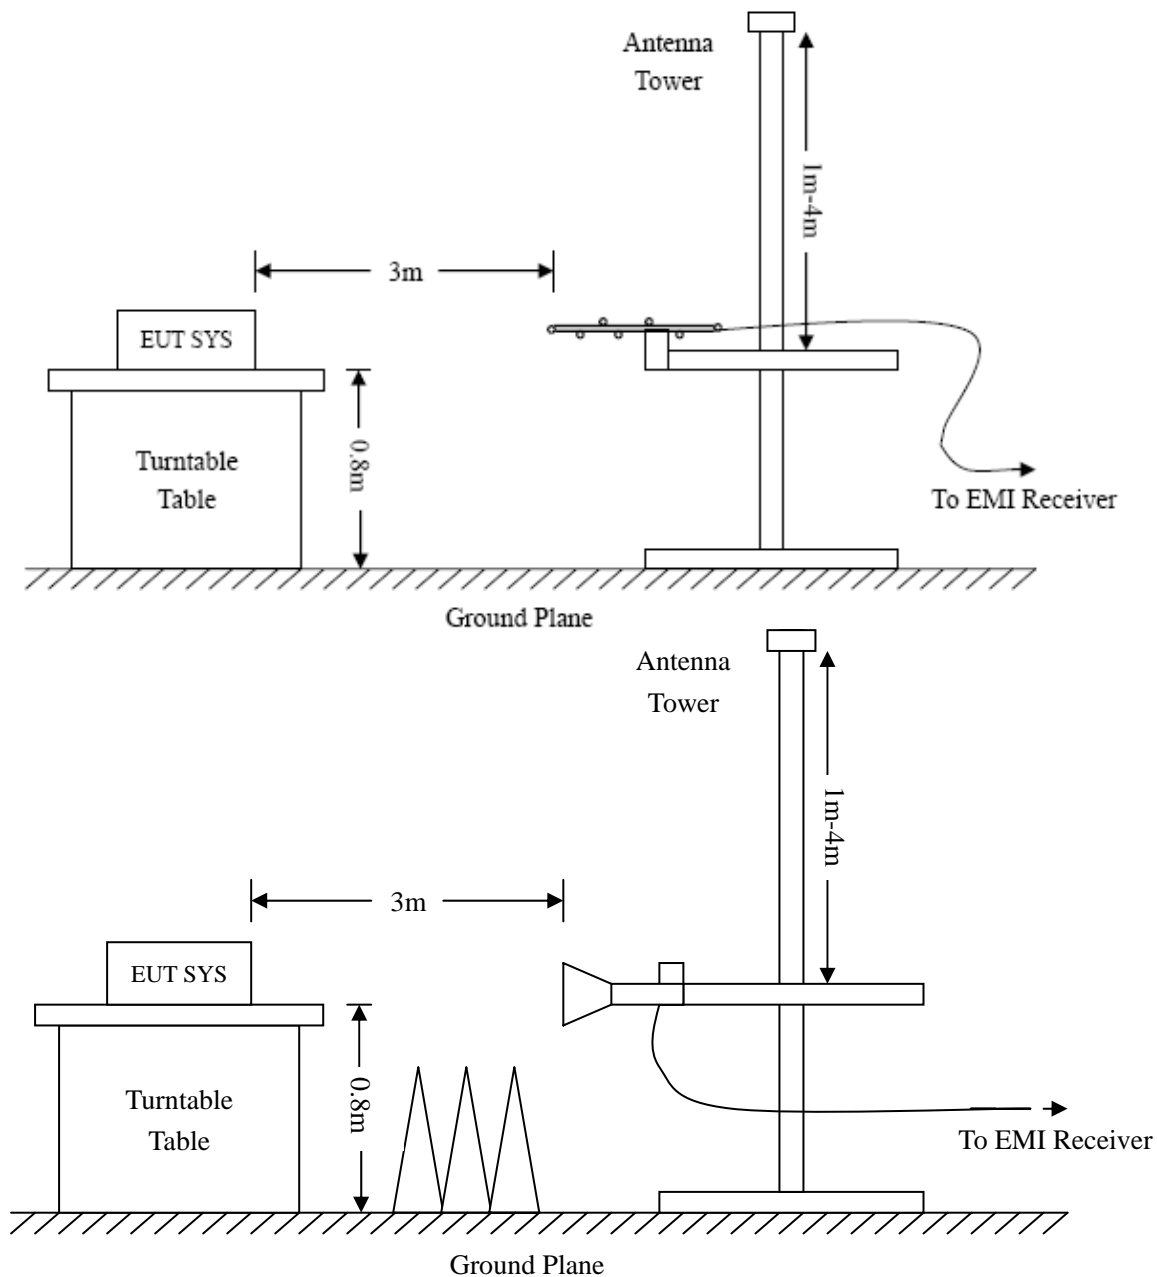 Antenna
Tower
1m-4m
3m
EUT SYS
0.8m
Turntable
Table
To EMI Receiver
Ground Plane
Antenna
Tower
1m-4m
3m
EUT SYS
0.8m
Turntable
Table
To EMI Receiver
Ground Plane